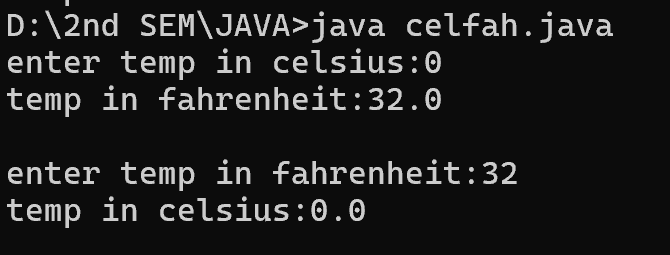 D:\2nd SEM\JAVA>java celfah.java
enter temp in celsius:0
temp in fahrenheit:32.0
enter temp in fahrenheit:32
temp in celsius:0.0